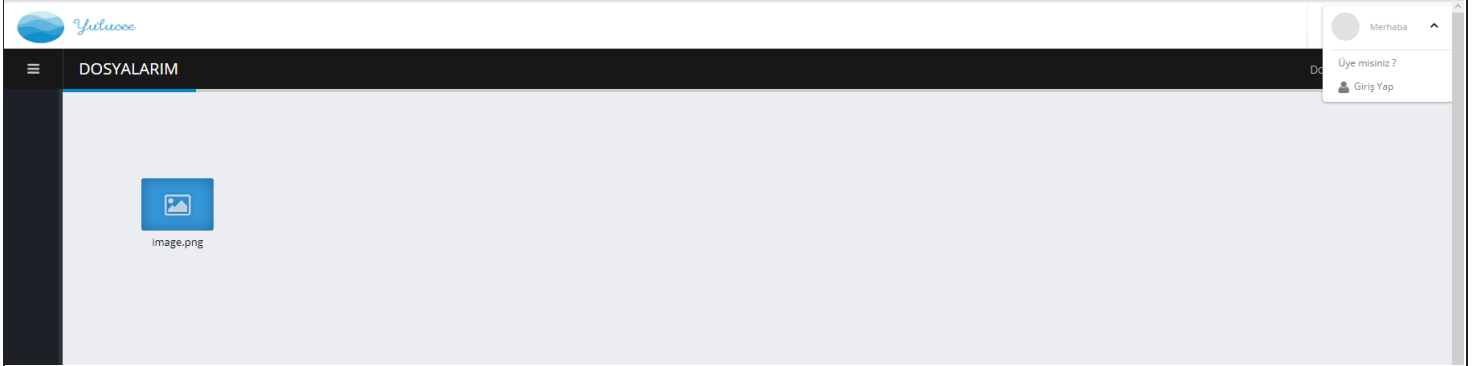 Yulucee
Merhaba
DOSYALARIM
Üye misiniz ?
Giriş Yap
image.png